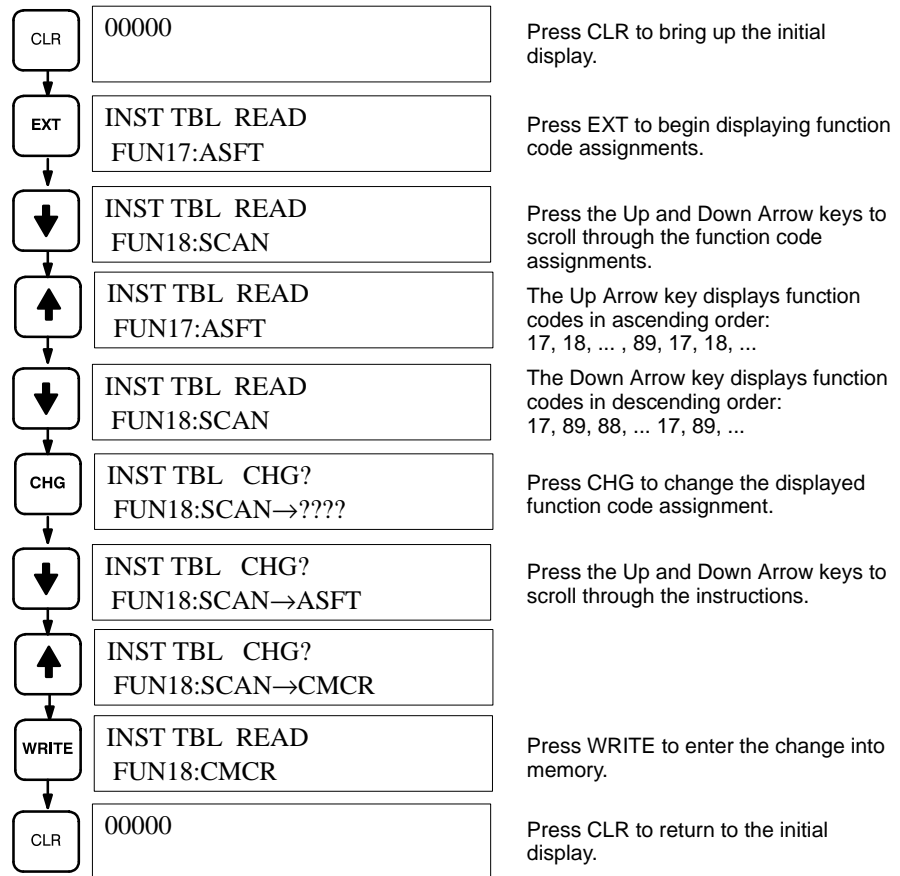 CLR
00000
Press CLR to bring up the initial
display.
EXT
INST TBL READ
FUN17:ASFT
Press EXT to begin displaying function
code assignments.
INST TBL READ
FUN18:SCAN
Press the Up and Down Arrow keys to
scroll through the function code
assignments.
INST TBL READ
FUN17:ASFT
The Up Arrow key displays function
codes in ascending order:
17, 18, ... , 89, 17, 18, ...
INST TBL READ
FUN18:SCAN
The Down Arrow key displays function
codes in descending order:
17, 89, 88, ... 17, 89, ...
CHG
INST TBL CHG?
FUN18:SCAN→????
Press CHG to change the displayed
function code assignment.
INST TBL CHG?
FUN18:SCAN→ASFT
Press the Up and Down Arrow keys to
scroll through the instructions.
INST TBL CHG?
FUN18:SCAN→CMCR
WRITE
INST TBL READ
FUN18:CMCR
Press WRITE to enter the change into
memory.
CLR
00000
Press CLR to return to the initial
display.